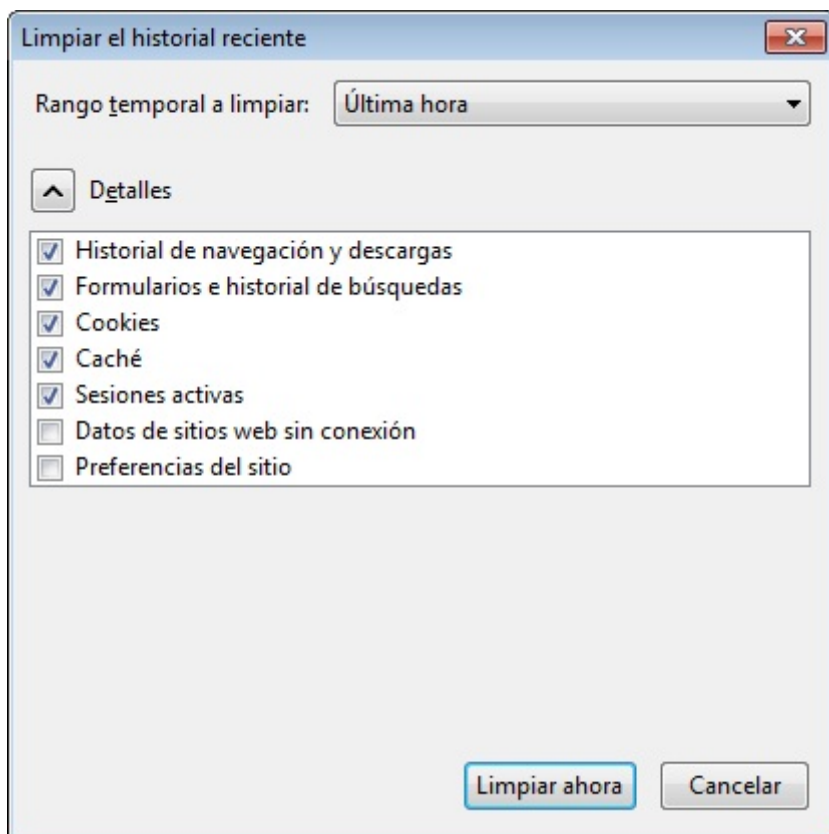 Limpiar el historial reciente
Rango temporal a limpiar: Última hora
Detalles
Historial de navegación y descargas
Formularios e historial de búsquedas
Cookies
Caché
Sesiones activas
Datos de sitios web sin conexión
Preferencias del sitio
Limpiar ahora Cancelar